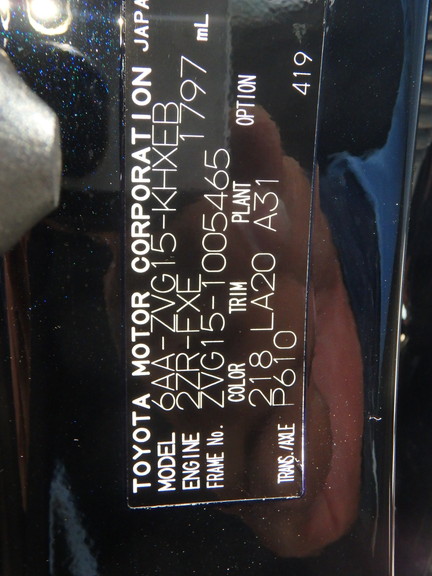 TOYOTA MOTOR CORPORATION JAPA
MODEL 6AA-ZVG15-KHXEB
ENGINE 2ZR-FXE 1797 mL
FRAME No. ZVG15-1005465
COLOR TRIM PLANT OPTION
218 LA20 A31
TRANS./AXLE P610 419